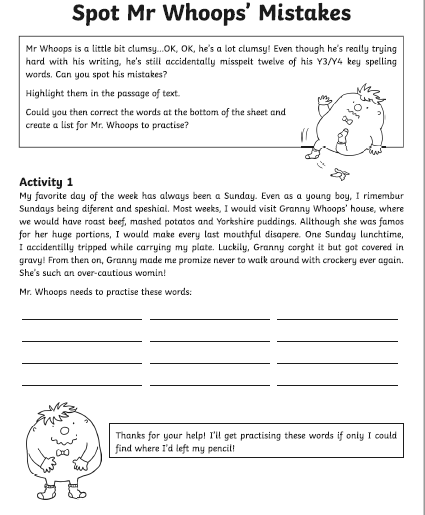 Spot Mr Whoops' Mistakes
Mr Whoops is a little bit clumsy...OK, OK, he's a lot clumsy! Even though he's really trying
hard with his writing, he's still accidentally misspelt twelve of his Y3/Y4 key spelling
words. Can you spot his mistakes?
Highlight them in the passage of text.
Could you then correct the words at the bottom of the sheet and
create a list for Mr. Whoops to practise?
Activity 1
My favorite day of the week has always been a Sunday. Even as a young boy, I rimembur
Sundays being diferent and speshial. Most weeks, I would visit Granny Whoops' house, where
we would have roast beef, mashed potatos and Yorkshire puddings. Allthough she was famos
for her huge portions, I would make every last mouthful disapere. One Sunday lunchtime,
I accidentilly tripped while carrying my plate. Luckily, Granny corght it but got covered in
gravy! From then on, Granny made me promize never to walk around with crockery ever again.
She's such an over-cautious womin!
Mr. Whoops needs to practise these words:
Thanks for your help! I'll get practising these words if only I could
find where I'd left my pencil!